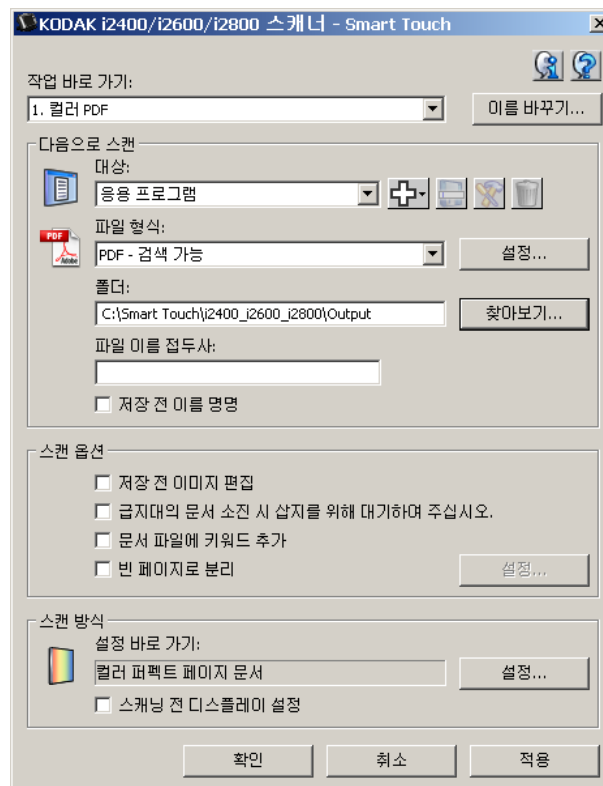 KODAK i2400/i2600/i2800 스캐너 - Smart Touch
작업 바로 가기:
1. 컬러 PDF
이름 바꾸기...
다음으로 스캔
대상:
응용 프로그램
파일 형식:
PDF
Adobe
PDF - 검색 가능
설정...
폴더:
C:\Smart Touch\i2400_i2600_i2800\Output
찾아보기...
파일 이름 접두사:
저장 전 이름 명명
스캔 옵션
저장 전 이미지 편집
급지대의 문서 소진 시 삽지를 위해 대기하며 주십시오.
문서 파일에 키워드 추가
빈 페이지로 분리
설정...
스캔 방식
설정 바로 가기:
컬러 퍼펙트 페이지 문서
설정...
스캐닝 전 디스플레이 설정
확인
취소
적용